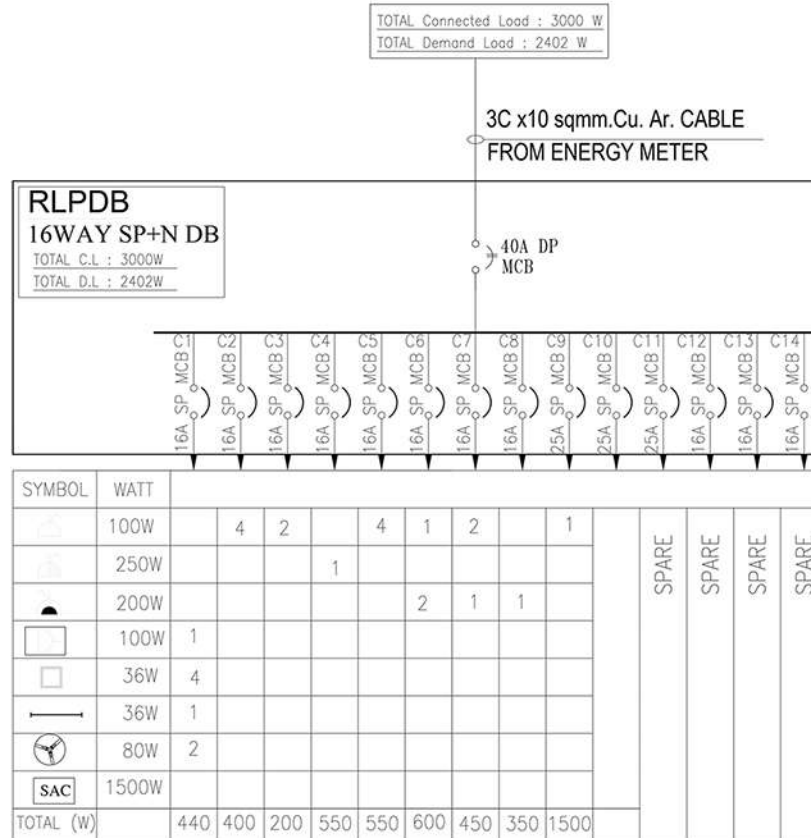 TOTAL Connected Load : 3000 W
TOTAL Demand Load : 2402 W
3C x10 sqmm.Cu. Ar. CABLE
FROM ENERGY METER
RLPDB
16WAY SP+N DB
TOTAL C.L : 3000W
TOTAL D.L : 2402W
40A DP
MCB
C1 C2 C3 C4 C5 C6 C7 C8 C9 C10 C11 C12 C13 C14
16A SP MCB 16A SP MCB 16A SP MCB 16A SP MCB 16A SP MCB 16A SP MCB 16A SP MCB 16A SP MCB 25A SP MCB 25A SP MCB 25A SP MCB 16A SP MCB 16A SP MCB 16A SP MCB
SYMBOL WATT
100W 4 2 4 1 2 1
250W 1
200W 2 1 1
100W 1
36W 4
36W 1
80W 2
SAC 1500W
SPARE SPARE SPARE SPARE
TOTAL (W) 440 400 200 550 550 600 450 350 1500